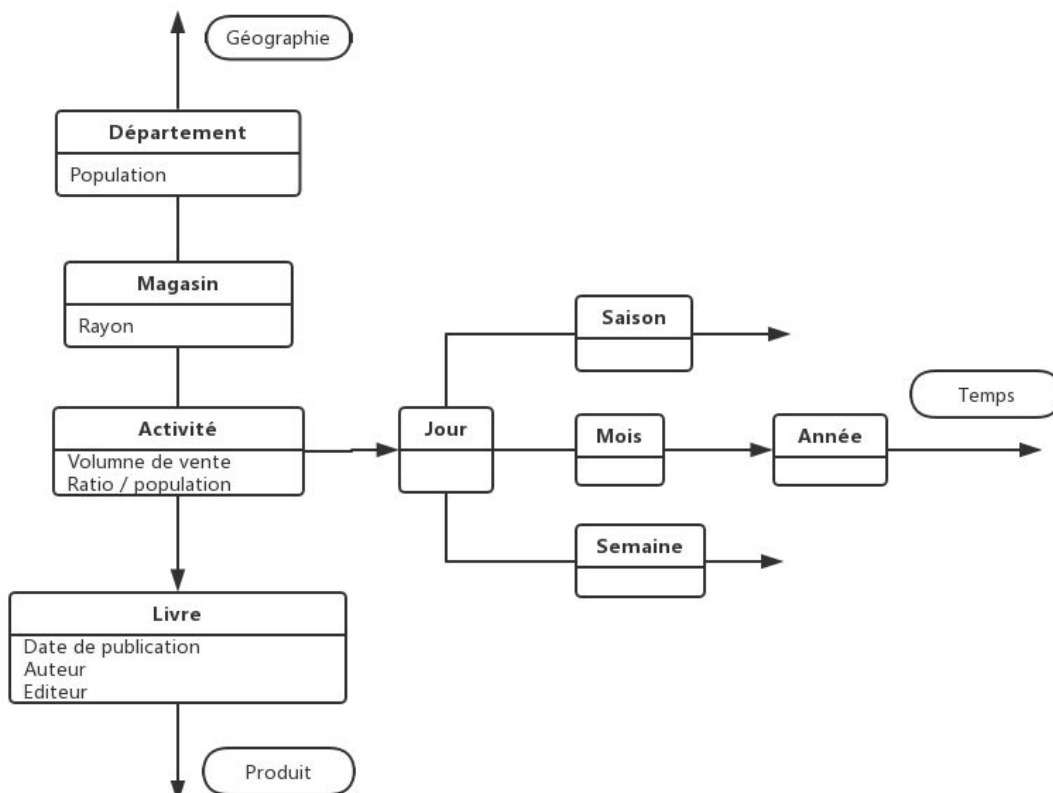 Géographie
Département
Population
Magasin
Rayon
Saison
Temps
Activité
Jour
Mois
Année
Volumne de vente
Ratio / population
Semaine
Livre
Date de publication
Auteur
Editeur
Produit